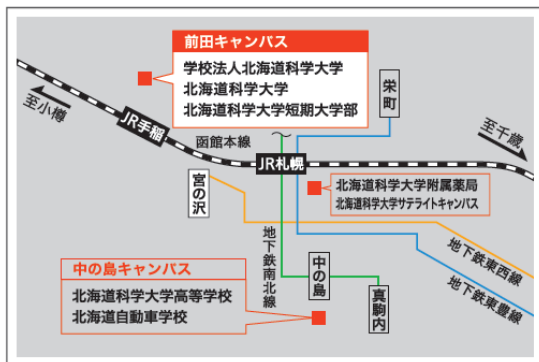 前田キャンパス
学校法人北海道科学大学
北海道科学大学
北海道科学大学短期大学部
栄町
至小樽
JR手稲
函館本線
JR札幌
至千歳
宮の沢
北海道科学大学附属薬局
北海道科学大学サテライトキャンパス
地下鉄南北線
中の島
真駒内
地下鉄東西線
地下鉄東豊線
中の島キャンパス
北海道科学大学高等学校
北海道自動車学校